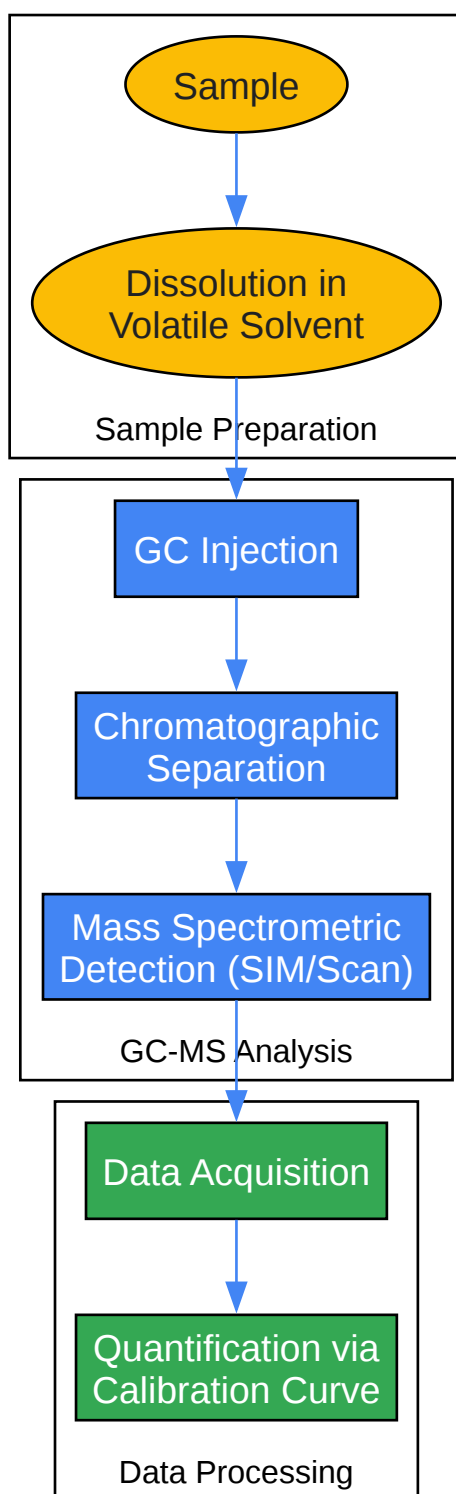 Sample
Dissolution in
Volatile Solvent
Sample Preparation
GC Injection
Chromatographic
Separation
Mass Spectrometric
Detection (SIM/Scan)
GC-MS Analysis
Data Acquisition
Quantification via
Calibration Curve
Data Processing